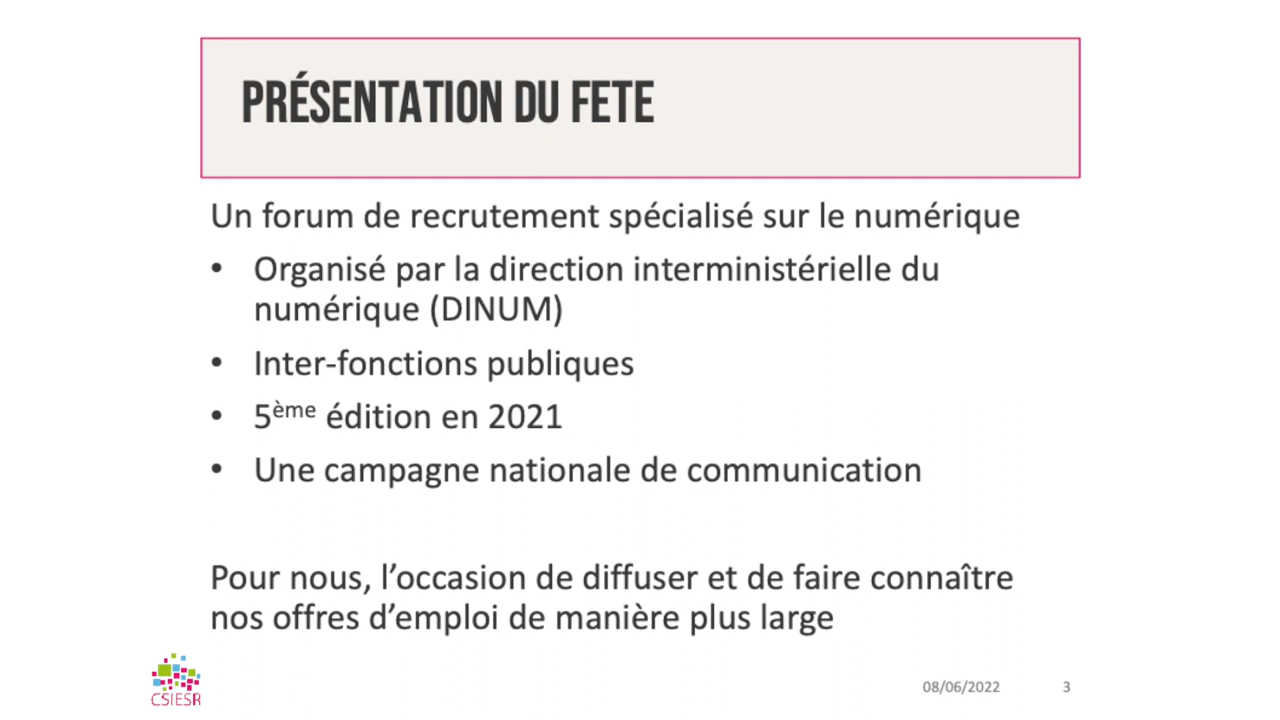 PRÉSENTATION DU FETE
Un forum de recrutement spécialisé sur le numérique
• Organisé par la direction interministérielle du
numérique (DINUM)
• Inter-fonctions publiques
• 5ème édition en 2021
• Une campagne nationale de communication
Pour nous, l’occasion de diffuser et de faire connaître
nos offres d’emploi de manière plus large
CSIESR
08/06/2022
3